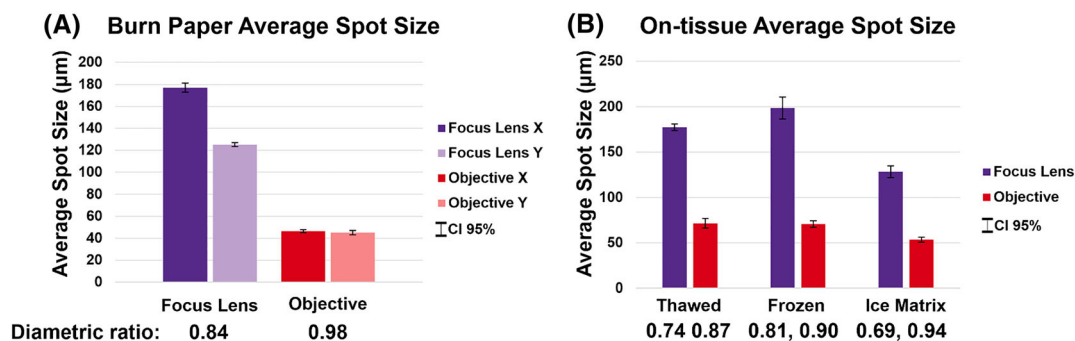 (A) Burn Paper Average Spot Size
Average Spot Size (µm)
200
180
160
140
120
100
80
60
40
20
0
Focus Lens X
Focus Lens Y
Objective X
Objective Y
CI 95%
Focus Lens Objective
Diametric ratio: 0.84 0.98
(B) On-tissue Average Spot Size
Average Spot Size (µm)
250
200
150
100
50
0
Focus Lens
Objective
CI 95%
Thawed Frozen Ice Matrix
0.74 0.87 0.81, 0.90 0.69, 0.94